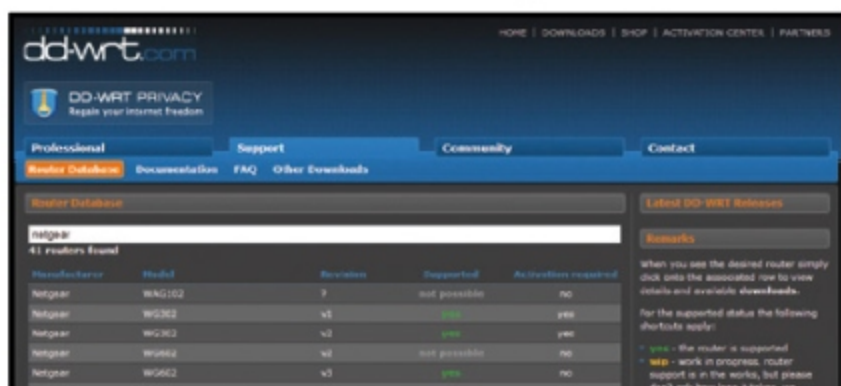 dd-wrt.com
HOME | DOWNLOADS | SHOP | ACTIVATION CENTER | PARTNERS
DD-WRT PRIVACY
Regain your internet freedom
Professional Support Community Contact
Router Database Documentation FAQ Other Downloads
Router Database
Latest DD-WRT Releases
netgear
41 routers found
Remarks
Manufacturer Model Revision Supported Activation required
Netgear WAG102 ? not possible no
Netgear WG302 v1 yes yes
Netgear WG302 v2 yes yes
Netgear WG602 v2 not possible no
Netgear WG602 v3 yes no
When you see the desired router simply
click onto the associated row to view
details and available downloads.
For the supported status the following
shortcuts apply:
yes - the router is supported
wip - work in progress, router
support is in the works, but please